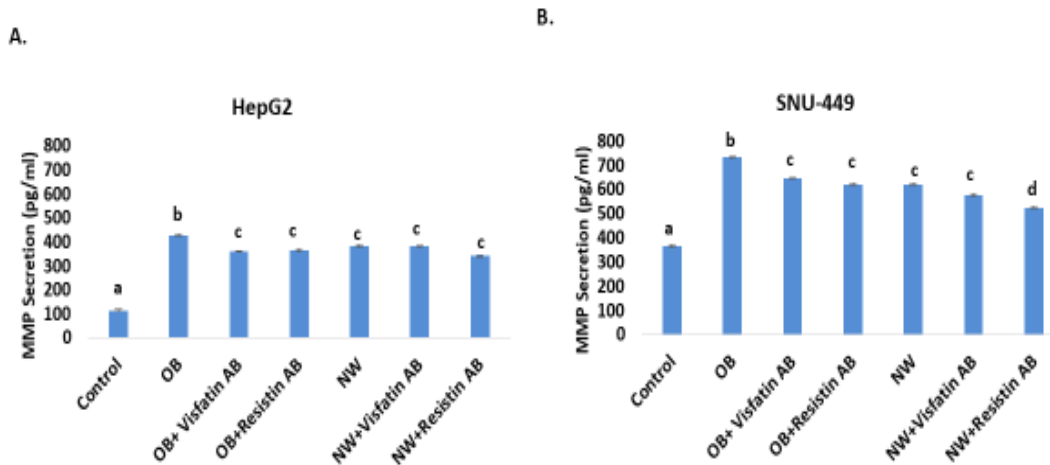 A.
HepG2
MMP Secretion (pg/ml)
800
700
600
500
400
300
200
100
0
a
b
c
c
c
c
c
Control
OB
OB+ Visfatin AB
OB+Resistin AB
NW
NW+Visfatin AB
NW+Resistin AB
B.
SNU-449
MMP Secretion (pg/ml)
800
700
600
500
400
300
200
100
0
a
b
c
c
c
c
d
Control
OB
OB+ Visfatin AB
OB+Resistin AB
NW
NW+Visfatin AB
NW+Resistin AB